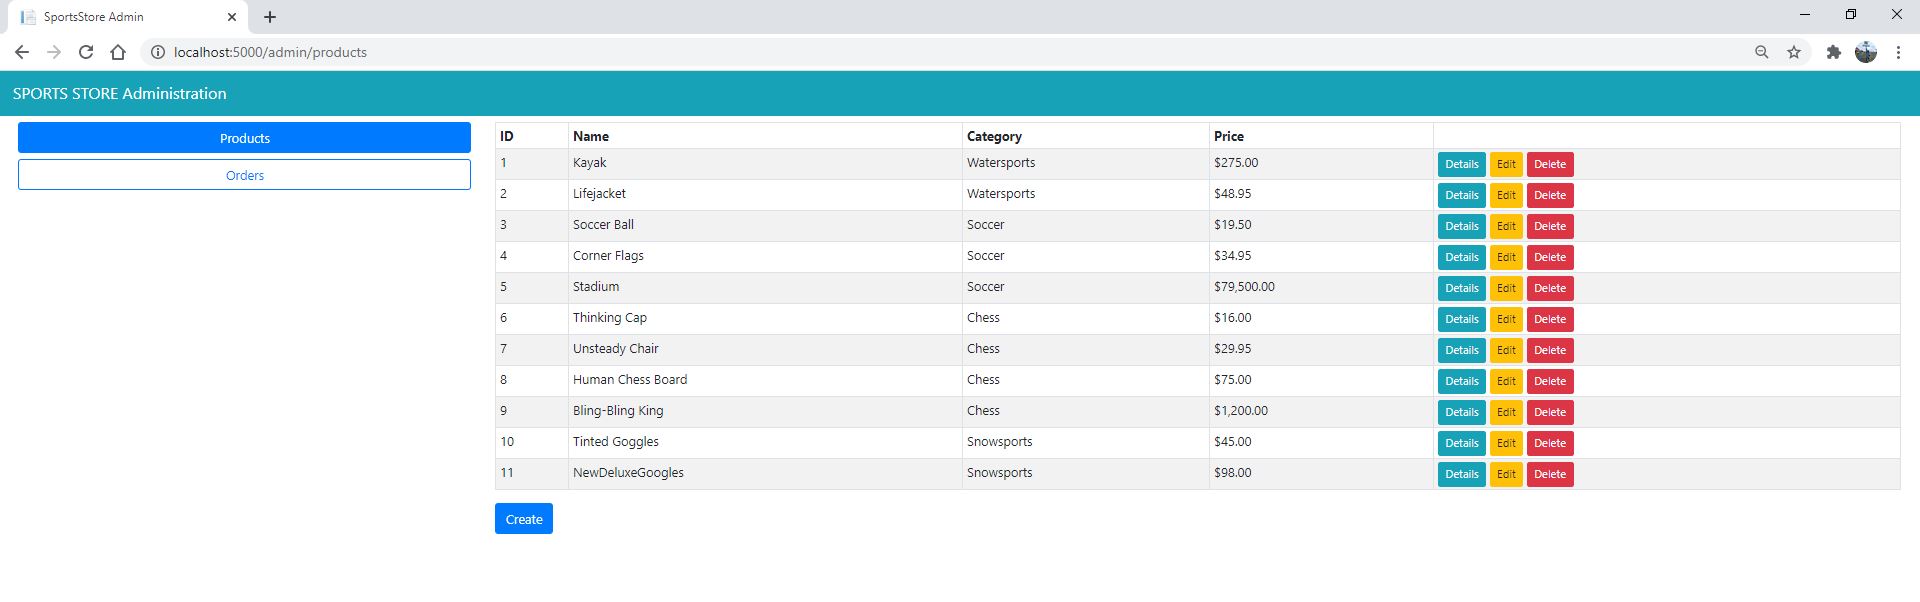 SportsStore Admin
localhost:5000/admin/products
SPORTS STORE Administration
Products
Orders
ID Name Category Price
1 Kayak Watersports $275.00 Details Edit Delete
2 Lifejacket Watersports $48.95 Details Edit Delete
3 Soccer Ball Soccer $19.50 Details Edit Delete
4 Corner Flags Soccer $34.95 Details Edit Delete
5 Stadium Soccer $79,500.00 Details Edit Delete
6 Thinking Cap Chess $16.00 Details Edit Delete
7 Unsteady Chair Chess $29.95 Details Edit Delete
8 Human Chess Board Chess $75.00 Details Edit Delete
9 Bling-Bling King Chess $1,200.00 Details Edit Delete
10 Tinted Goggles Snowsports $45.00 Details Edit Delete
11 NewDeluxeGoogles Snowsports $98.00 Details Edit Delete
Create